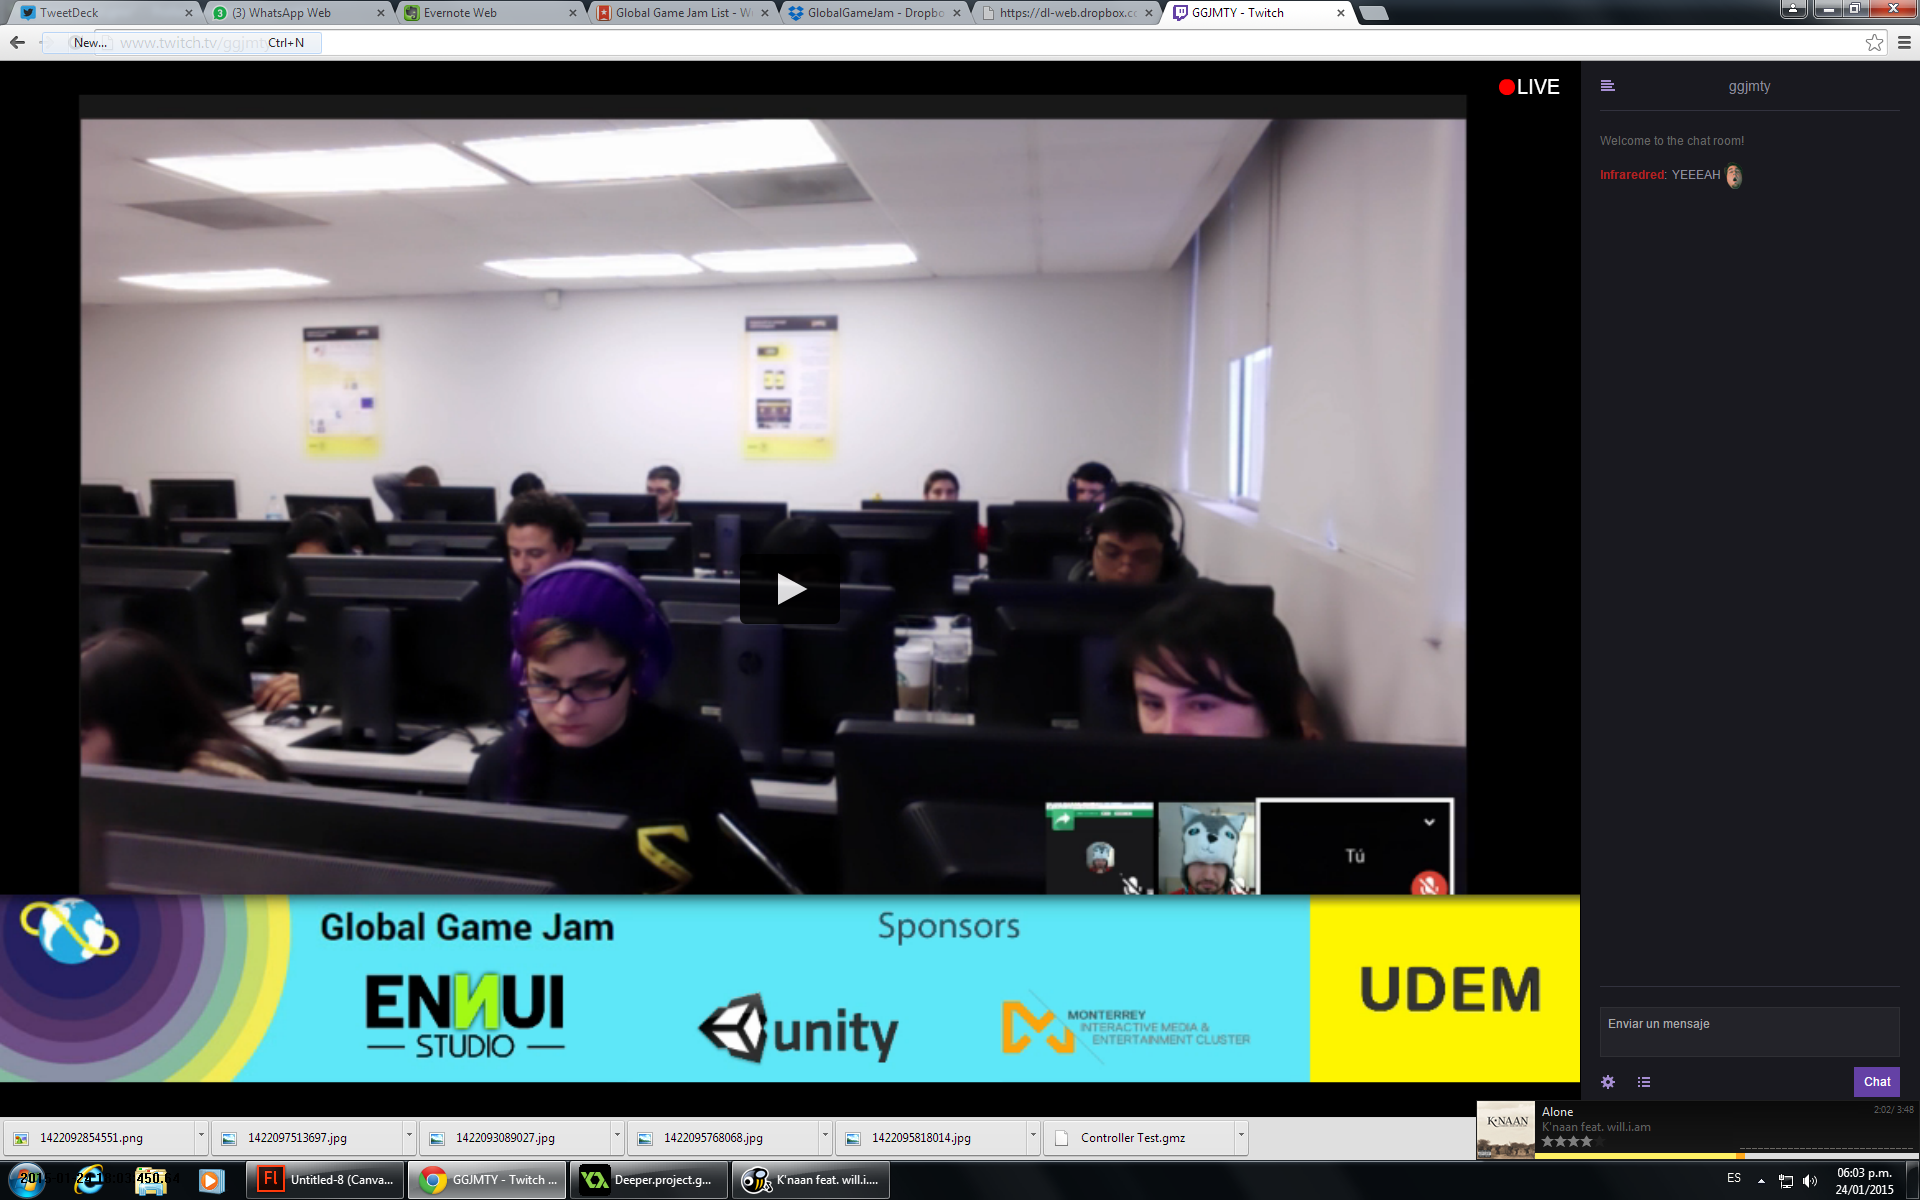 TweetDeck
(3) WhatsApp Web
Evernote Web
Global Game Jam List - W
GlobalGameJam - Dropbo
https://dl-web.dropbox.c
GGJMTY - Twitch
New... Ctrl+N
www.twitch.tv/ggjmt
LIVE
ggjmty
Welcome to the chat room!
Infraredred: YEEEAH
Tú
Global Game Jam
Sponsors
ENNUI
STUDIO
unity
MONTERREY
INTERACTIVE MEDIA &
ENTERTAINMENT CLUSTER
UDEM
Enviar un mensaje
Chat
1422092854551.png
1422097513697.jpg
1422093089027.jpg
1422095768068.jpg
1422095818014.jpg
Controller Test.gmz
K'NAAN
Alone
2:02/ 3:48
K'naan feat. will.i.am
Untitled-8 (Canva...
GGJMTY - Twitch ...
Deeper.project.g...
K'naan feat. will.i....
ES
06:03 p.m.
24/01/2015